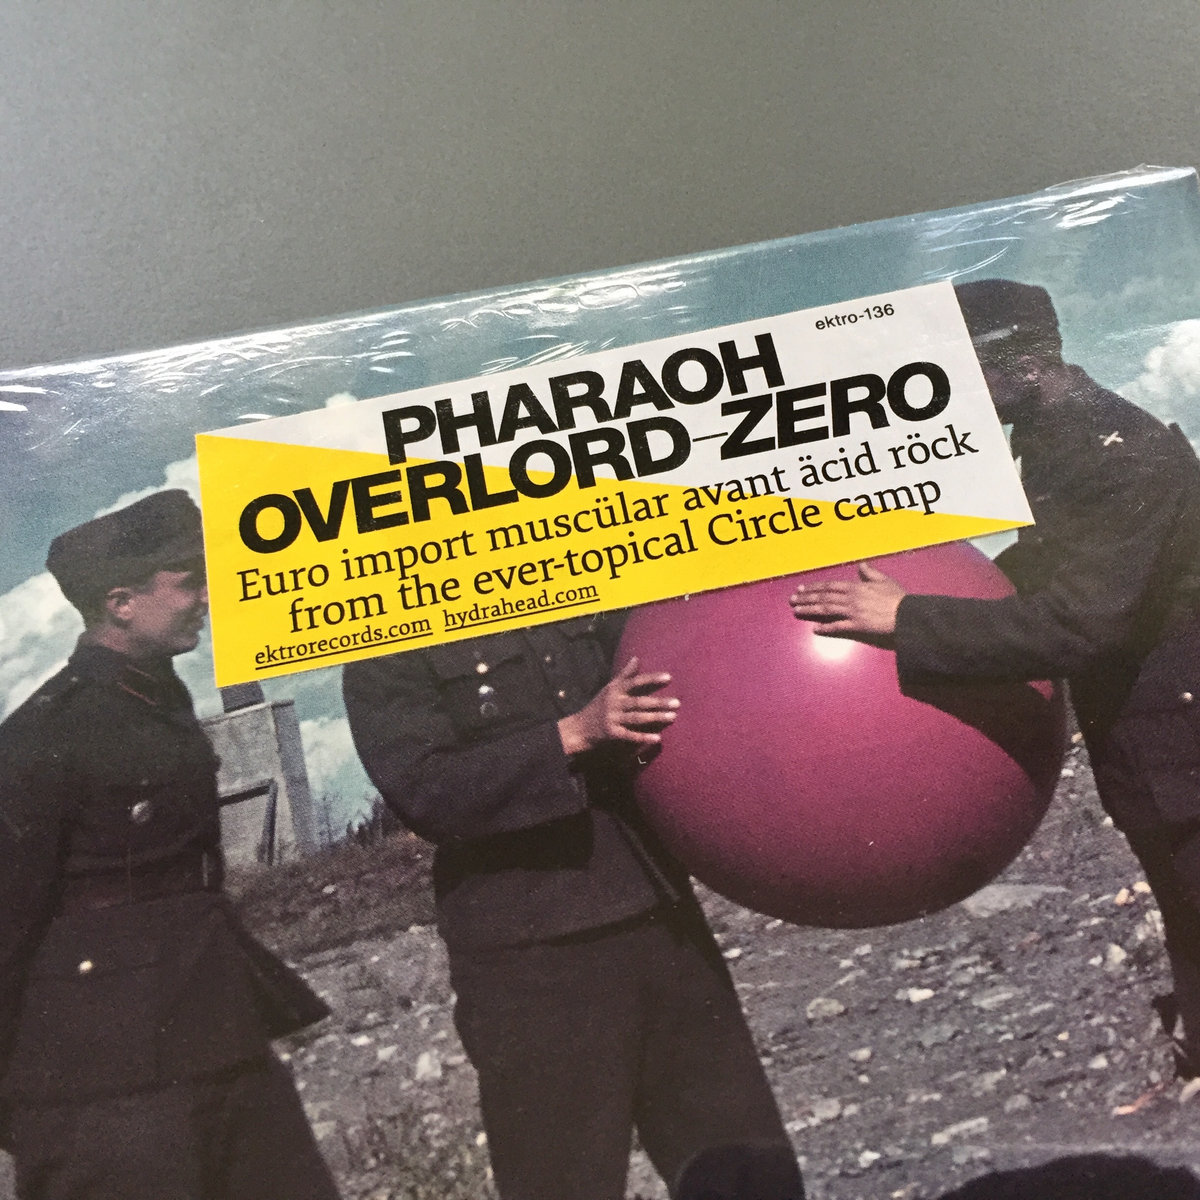 ektro-136
PHARAOH
OVERLORD–ZERO
Euro import muscülar avant äcid röck
from the ever-topical Circle camp
ektrorecords.com hydrahead.com